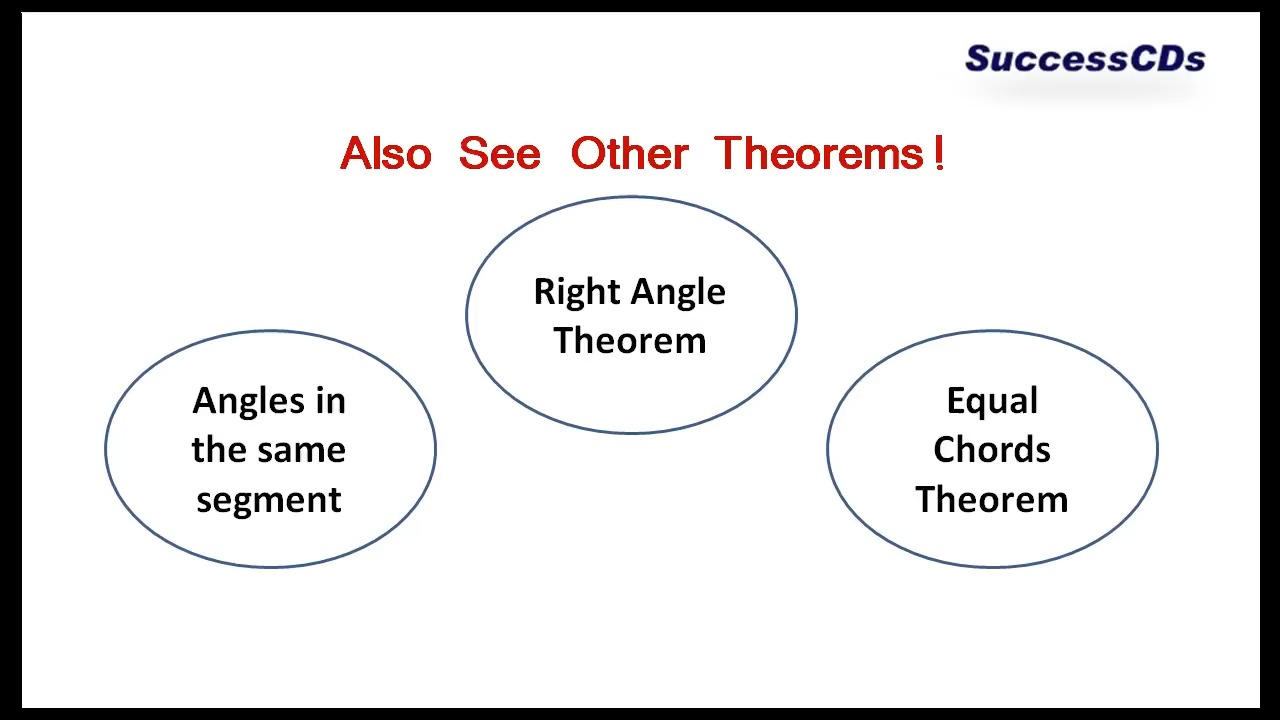 SuccessCDs
Also See Other Theorems!
Right Angle
Theorem
Angles in
the same
segment
Equal
Chords
Theorem